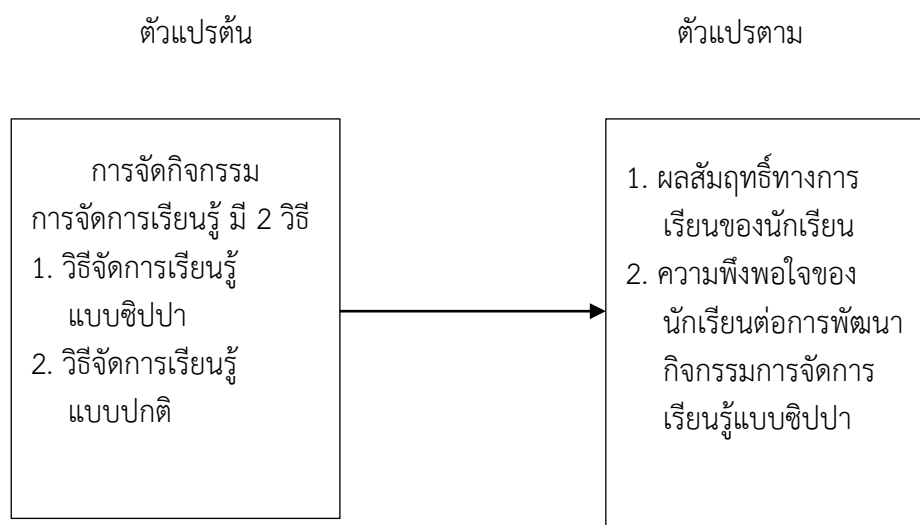 ตัวแปรต้น
ตัวแปรตาม
การจัดกิจกรรม
การจัดการเรียนรู้ มี 2 วิธี
1. วิธีจัดการเรียนรู้
แบบซิปปา
2. วิธีจัดการเรียนรู้
แบบปกติ
1. ผลสัมฤทธิ์ทางการ
เรียนของนักเรียน
2. ความพึงพอใจของ
นักเรียนต่อการพัฒนา
กิจกรรมการจัดการ
เรียนรู้แบบซิปปา